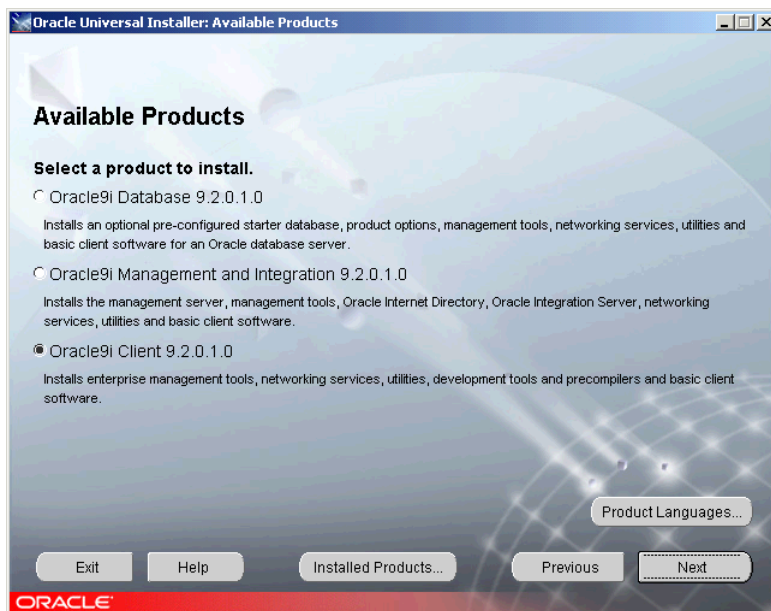 Oracle Universal Installer: Available Products
Available Products
Select a product to install.
Oracle9i Database 9.2.0.1.0
Installs an optional pre-configured starter database, product options, management tools, networking services, utilities and
basic client software for an Oracle database server.
Oracle9i Management and Integration 9.2.0.1.0
Installs the management server, management tools, Oracle Internet Directory, Oracle Integration Server, networking
services, utilities and basic client software.
Oracle9i Client 9.2.0.1.0
Installs enterprise management tools, networking services, utilities, development tools and precompilers and basic client
software.
Product Languages...
Exit Help Installed Products... Previous Next
ORACLE